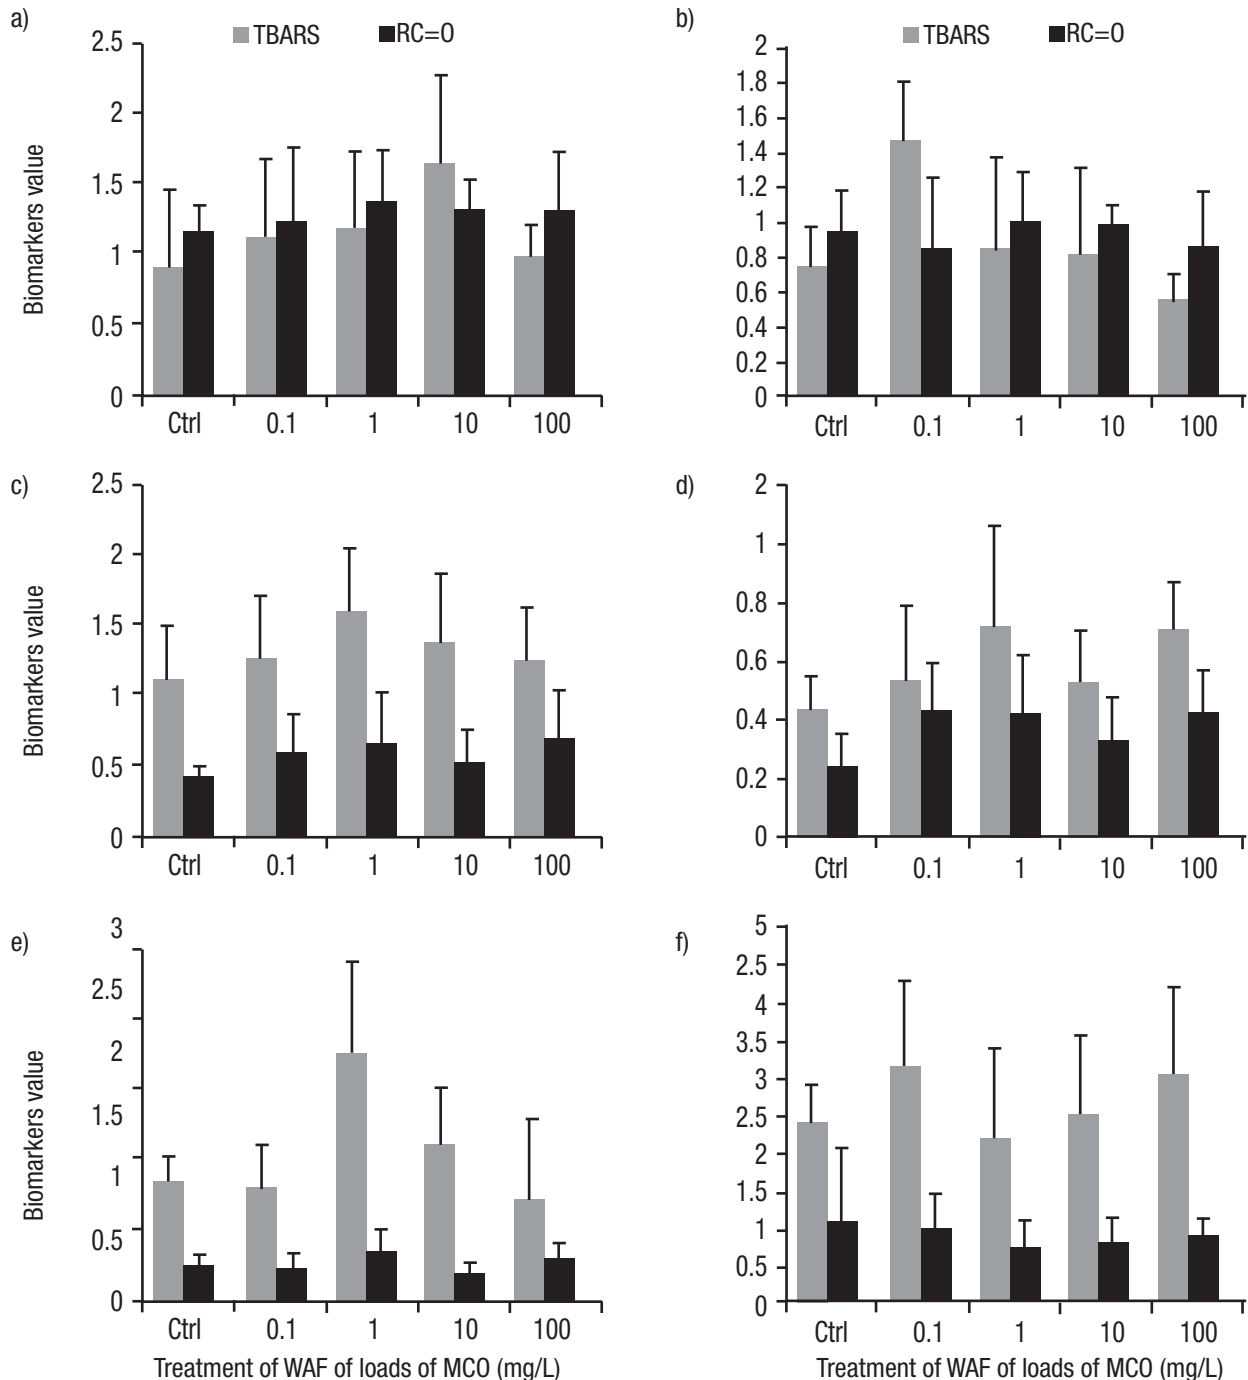 a)
TBARS RC=O
2.5
2
1.5
1
0.5
0
Biomarkers value
Ctrl 0.1 1 10 100
b)
TBARS RC=O
2
1.8
1.6
1.4
1.2
1
0.8
0.6
0.4
0.2
0
Ctrl 0.1 1 10 100
c)
2.5
2
1.5
1
0.5
0
Biomarkers value
Ctrl 0.1 1 10 100
d)
2
1
0.8
0.6
0.4
0.2
0
Ctrl 0.1 1 10 100
e)
3
2.5
2
1.5
1
0.5
0
Biomarkers value
Ctrl 0.1 1 10 100
Treatment of WAF of loads of MCO (mg/L)
f)
5
2.5
4
3.5
3
2.5
2
1.5
1
0.5
0
Ctrl 0.1 1 10 100
Treatment of WAF of loads of MCO (mg/L)